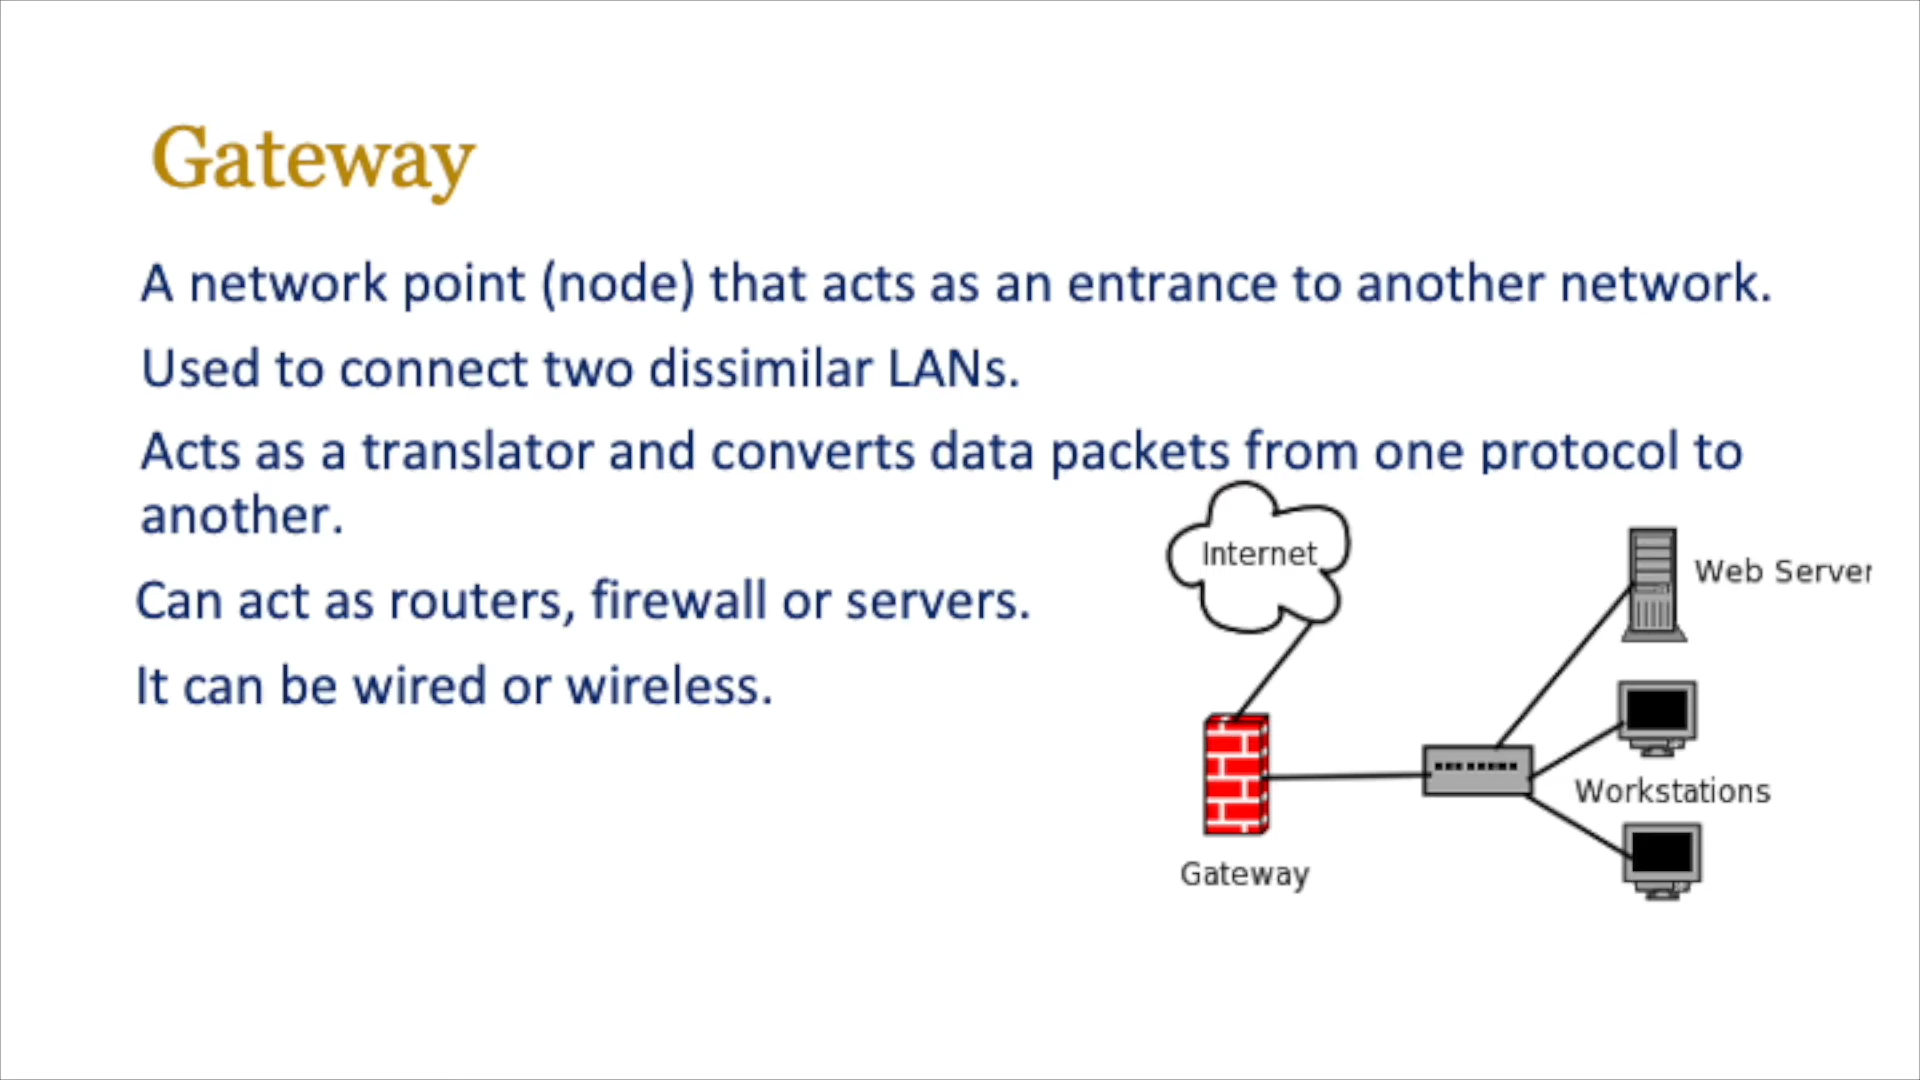 Gateway
A network point (node) that acts as an entrance to another network.
Used to connect two dissimilar LANs.
Acts as a translator and converts data packets from one protocol to
another.
Can act as routers, firewall or servers.
It can be wired or wireless.
Internet
Web Server
Workstations
Gateway